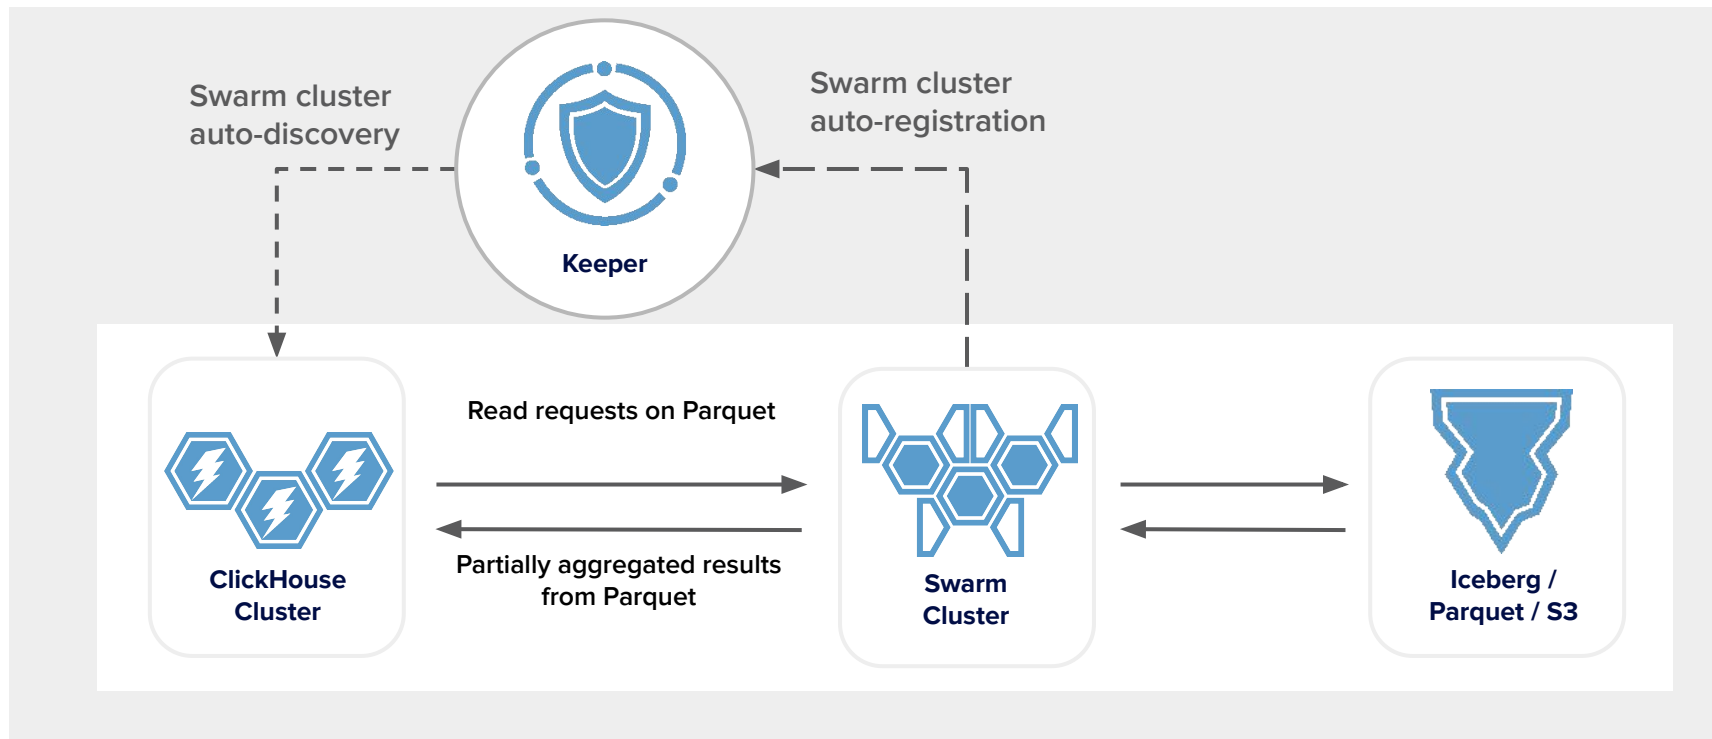 Swarm cluster
auto-discovery
Swarm cluster
auto-registration
Keeper
Read requests on Parquet
Partially aggregated results
from Parquet
ClickHouse
Cluster
Swarm
Cluster
Iceberg /
Parquet / S3